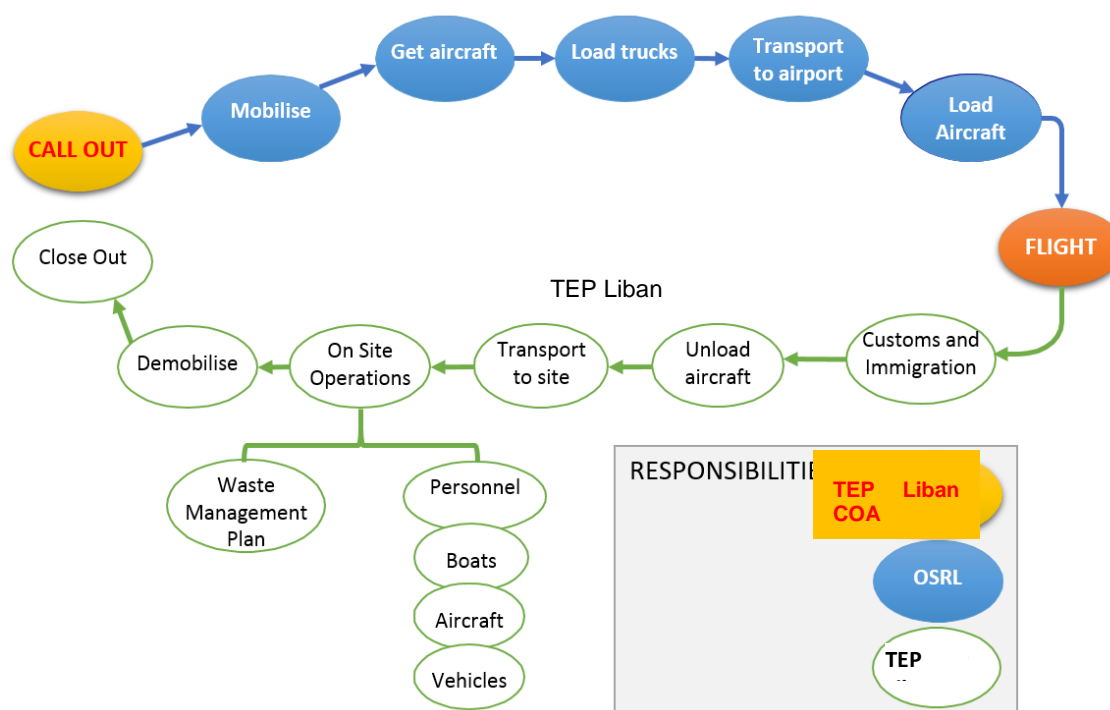 CALL OUT
Mobilise
Get aircraft
Load trucks
Transport
to airport
Load
Aircraft
FLIGHT
Customs and
Immigration
Unload
aircraft
TEP Liban
Transport
to site
On Site
Operations
Demobilise
Close Out
Waste
Management
Plan
Personnel
Boats
Aircraft
Vehicles
RESPONSIBILITIE
TEP Liban
COA
OSRL
TEP